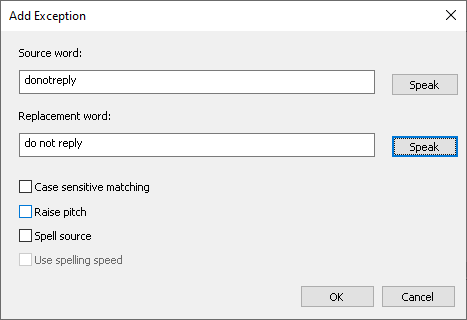 Add Exception
Source word:
donotreply
Speak
Replacement word:
do not reply
Speak
Case sensitive matching
Raise pitch
Spell source
Use spelling speed
OK
Cancel